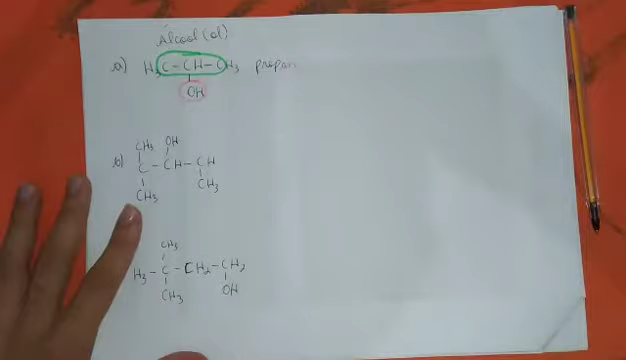 Álcool (ol)
a) H₃C-CH-CH₃ propan
OH
b)
CH₃ OH
C-CH-CH
CH₃ CH₃
CH₃
H₃-C-CH₂-CH₂
CH₃ OH